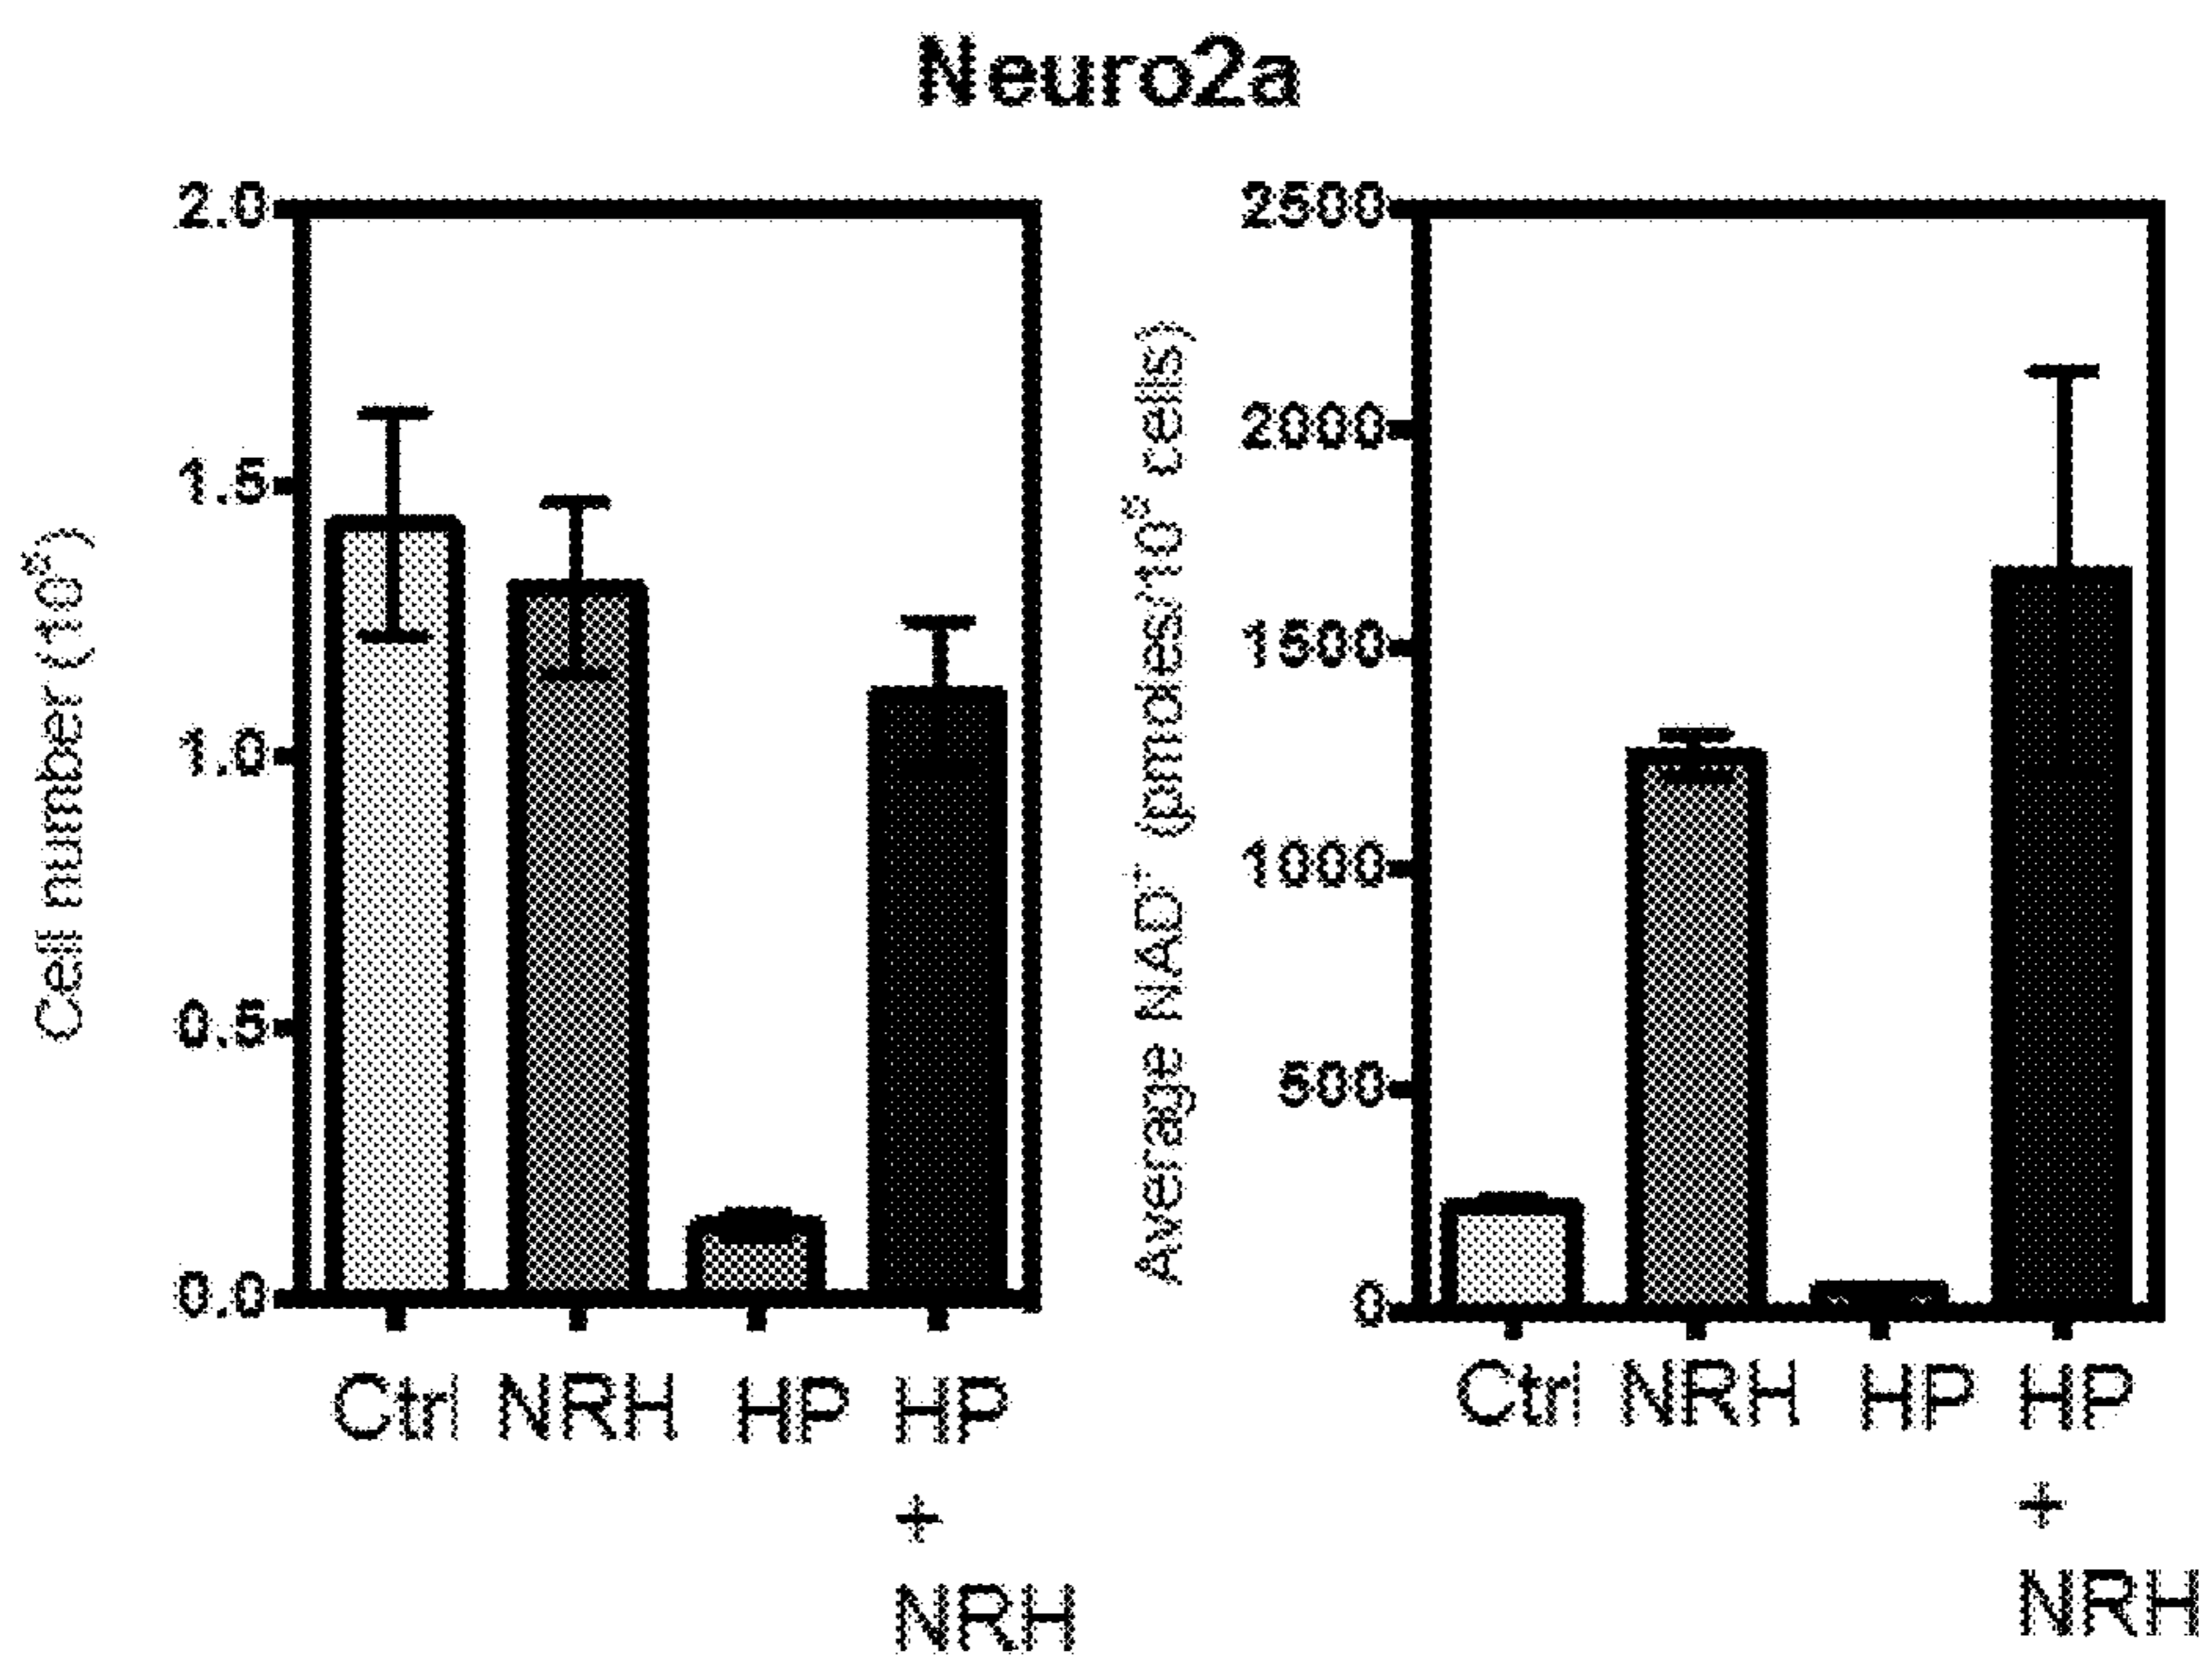 Neuro2a
Cell number (10⁵)
2.0
1.5
1.0
0.5
0.0
Ctrl NRH HP HP
+
NRH
Average NAD⁺ (pmoles/10⁶ cells)
2500
2000
1500
1000
500
0
Ctrl NRH HP HP
+
NRH